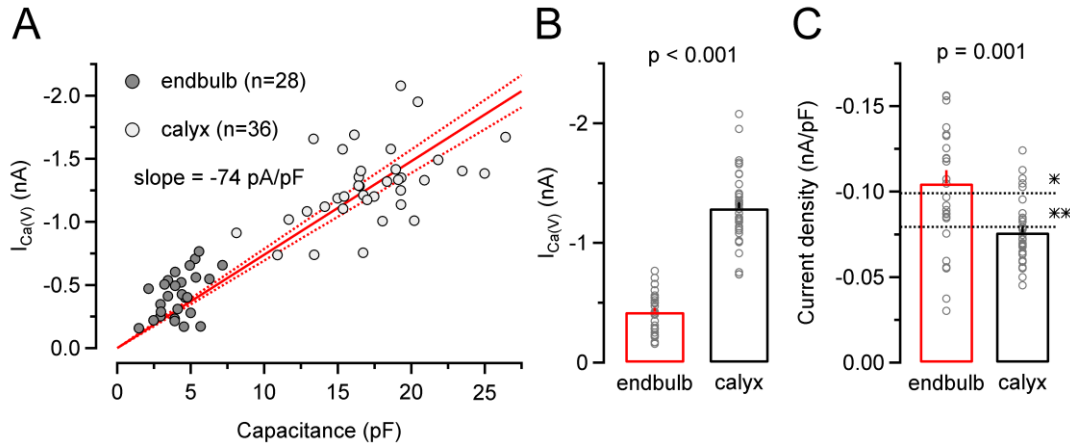 A
endbulb (n=28)
calyx (n=36)
slope = -74 pA/pF
I Ca(V) (nA)
-2.0
-1.5
-1.0
-0.5
0.0
0 5 10 15 20 25
Capacitance (pF)
B
p < 0.001
I Ca(V) (nA)
-2
-1
0
endbulb calyx
C
p = 0.001
Current density (nA/pF)
-0.15
-0.10
-0.05
0.00
*
**
endbulb calyx